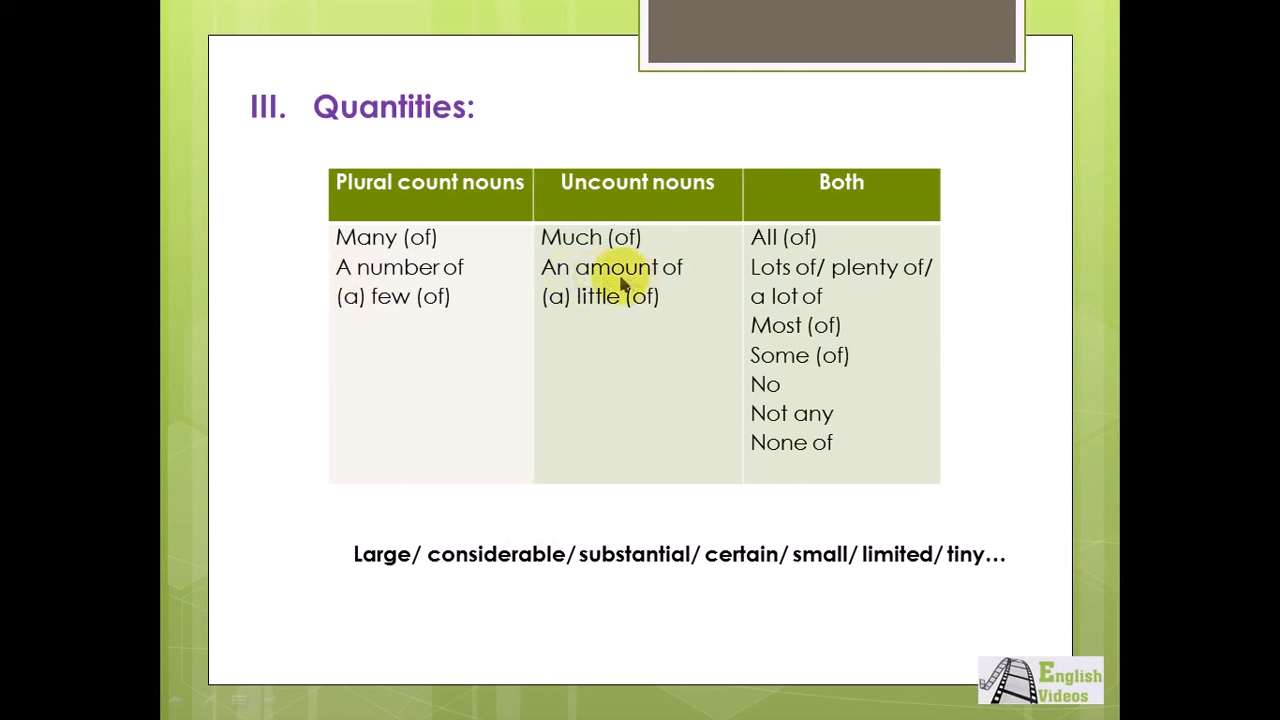 III. Quantities:
Plural count nouns
Uncount nouns
Both
Many (of)
A number of
(a) few (of)
Much (of)
An amount of
(a) little (of)
All (of)
Lots of/ plenty of/
a lot of
Most (of)
Some (of)
No
Not any
None of
Large/ considerable/ substantial/ certain/ small/ limited/ tiny…
English
Videos